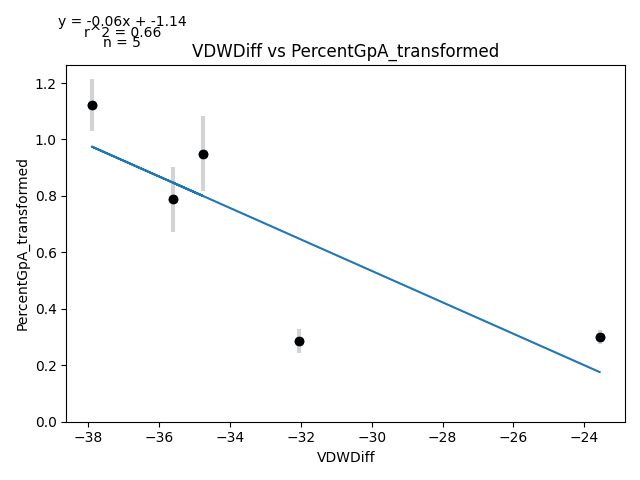 y = -0.06x + -1.14
r^2 = 0.66
n = 5
VDWDiff vs PercentGpA_transformed
PercentGpA_transformed
1.2
1.0
0.8
0.6
0.4
0.2
0.0
−38
−36
−34
−32
−30
−28
−26
−24
VDWDiff